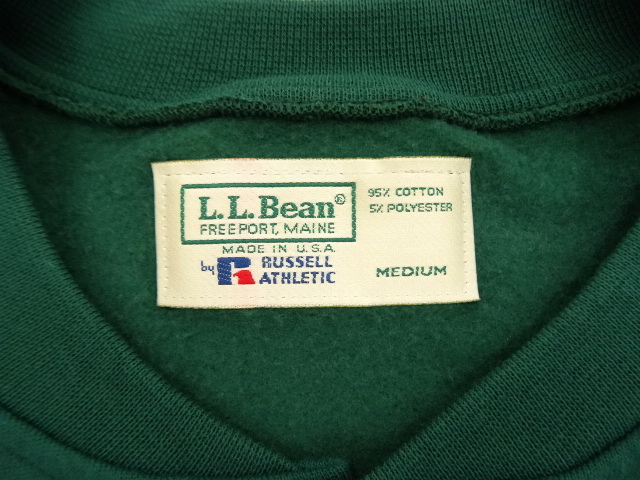 L.L.Bean®
FREEPORT, MAINE
MADE IN U.S.A.
by R RUSSELL
ATHLETIC
95% COTTON
5% POLYESTER
MEDIUM